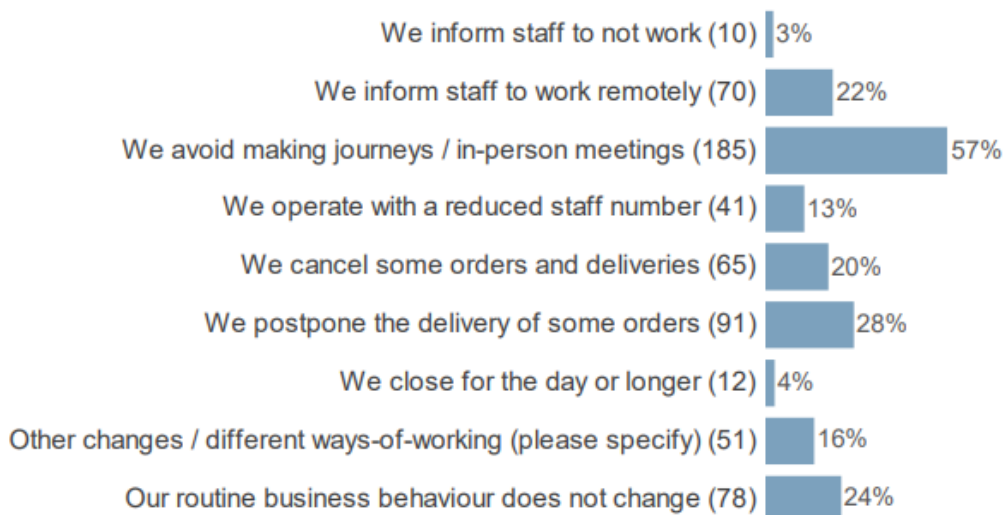 We inform staff to not work (10) 3%
We inform staff to work remotely (70) 22%
We avoid making journeys / in-person meetings (185) 57%
We operate with a reduced staff number (41) 13%
We cancel some orders and deliveries (65) 20%
We postpone the delivery of some orders (91) 28%
We close for the day or longer (12) 4%
Other changes / different ways-of-working (please specify) (51) 16%
Our routine business behaviour does not change (78) 24%